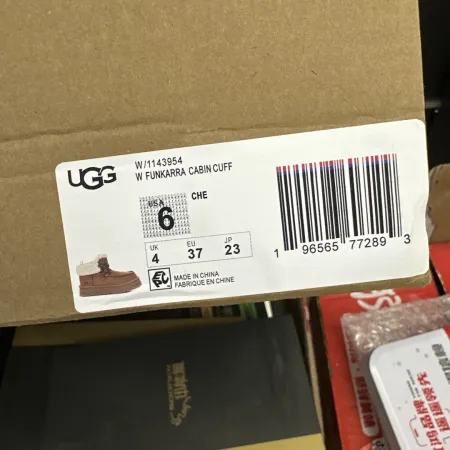 UGG
W/1143954
W FUNKARRA CABIN CUFF
USA
6
CHE
UK EU JP
4 37 23
MADE IN CHINA
FABRIQUE EN CHINE
1 96565 77289 3